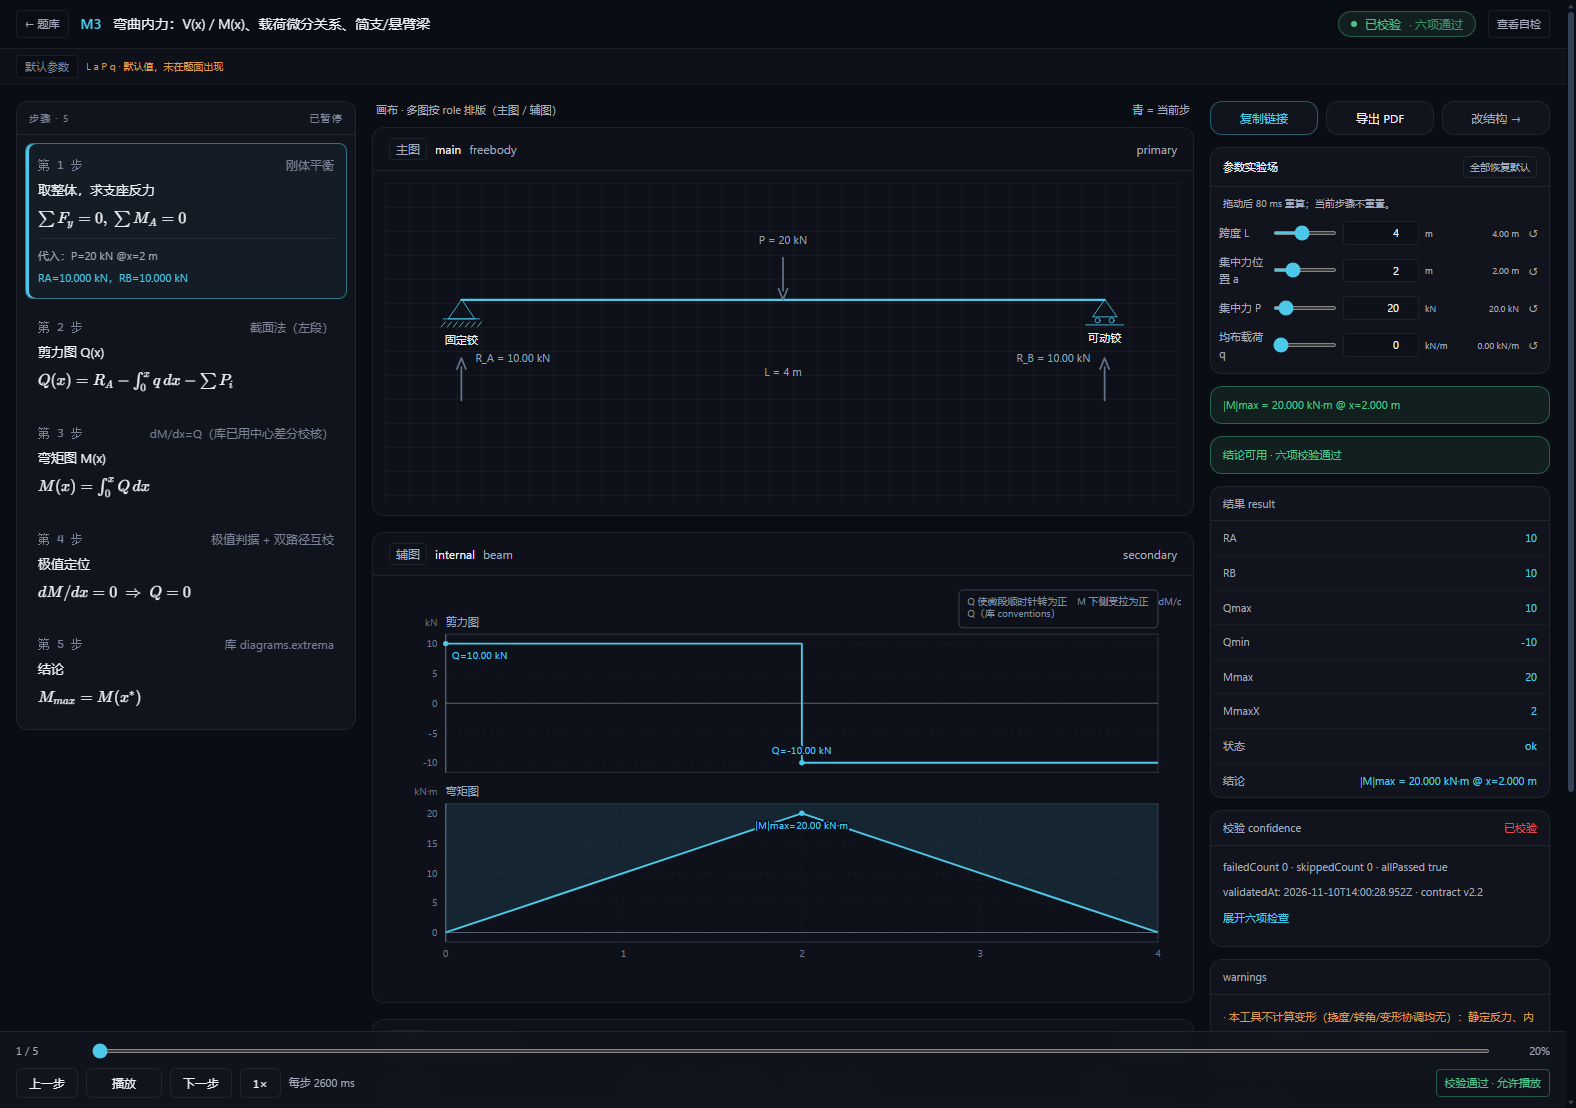 ← 题库
M3 弯曲内力：V(x) / M(x)、载荷微分关系、简支/悬臂梁
已校验 · 六项通过
查看自检
默认参数
L a P q · 默认值，未在题面出现
步骤 · 5
已暂停
第 1 步
刚体平衡
取整体，求支座反力
∑ F_y = 0, ∑ M_A = 0
代入：P=20 kN @x=2 m
RA=10.000 kN，RB=10.000 kN
第 2 步
截面法（左段）
剪力图 Q(x)
Q(x) = R_A − ∫_0^x q dx − ∑ P_i
第 3 步
dM/dx=Q（库已用中心差分校核）
弯矩图 M(x)
M(x) = ∫_0^x Q dx
第 4 步
极值判据 + 双路径互校
极值定位
dM/dx = 0 ⇒ Q = 0
第 5 步
库 diagrams.extrema
结论
M_max = M(x*)
画布 · 多图按 role 排版（主图 / 辅图）
青 = 当前步
主图 main freebody
primary
P = 20 kN
固定铰
可动铰
R_A = 10.00 kN
R_B = 10.00 kN
L = 4 m
辅图 internal beam
secondary
Q 使微段顺时针转为正 M 下侧受拉为正 dM/c
Q（库 conventions）
kN 剪力图
10
5
0
-5
-10
Q=10.00 kN
Q=-10.00 kN
kN·m 弯矩图
20
15
10
5
0
|M|max=20.00 kN·m
0 1 2 3 4
复制链接
导出 PDF
改结构 →
参数实验场
全部恢复默认
拖动后 80 ms 重算；当前步骤不重置。
跨度 L 4 m 4.00 m ↺
集中力位置 a 2 m 2.00 m ↺
集中力 P 20 kN 20.0 kN ↺
均布载荷 q 0 kN/m 0.00 kN/m ↺
|M|max = 20.000 kN·m @ x=2.000 m
结论可用 · 六项校验通过
结果 result
RA 10
RB 10
Qmax 10
Qmin -10
Mmax 20
MmaxX 2
状态 ok
结论 |M|max = 20.000 kN·m @ x=2.000 m
校验 confidence
已校验
failedCount 0 · skippedCount 0 · allPassed true
validatedAt: 2026-11-10T14:00:28.952Z · contract v2.2
展开六项检查
warnings
· 本工具不计算变形（挠度/转角/变形协调均无）：静定反力、内
1 / 5
20%
上一步
播放
下一步
1×
每步 2600 ms
校验通过 · 允许播放